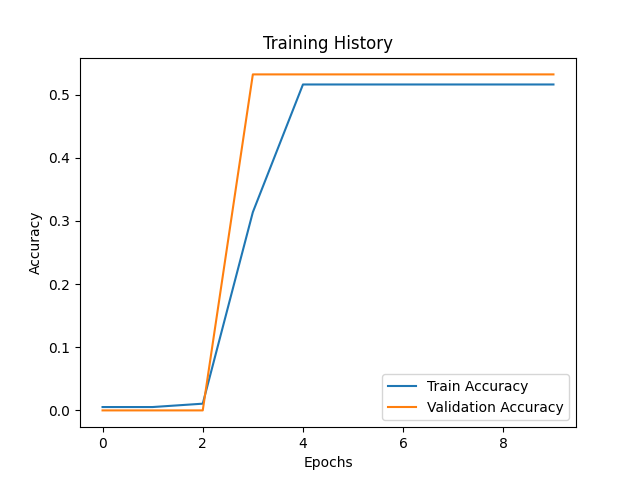 Training History
Accuracy
0.5
0.4
0.3
0.2
0.1
0.0
Train Accuracy
Validation Accuracy
0 2 4 6 8
Epochs